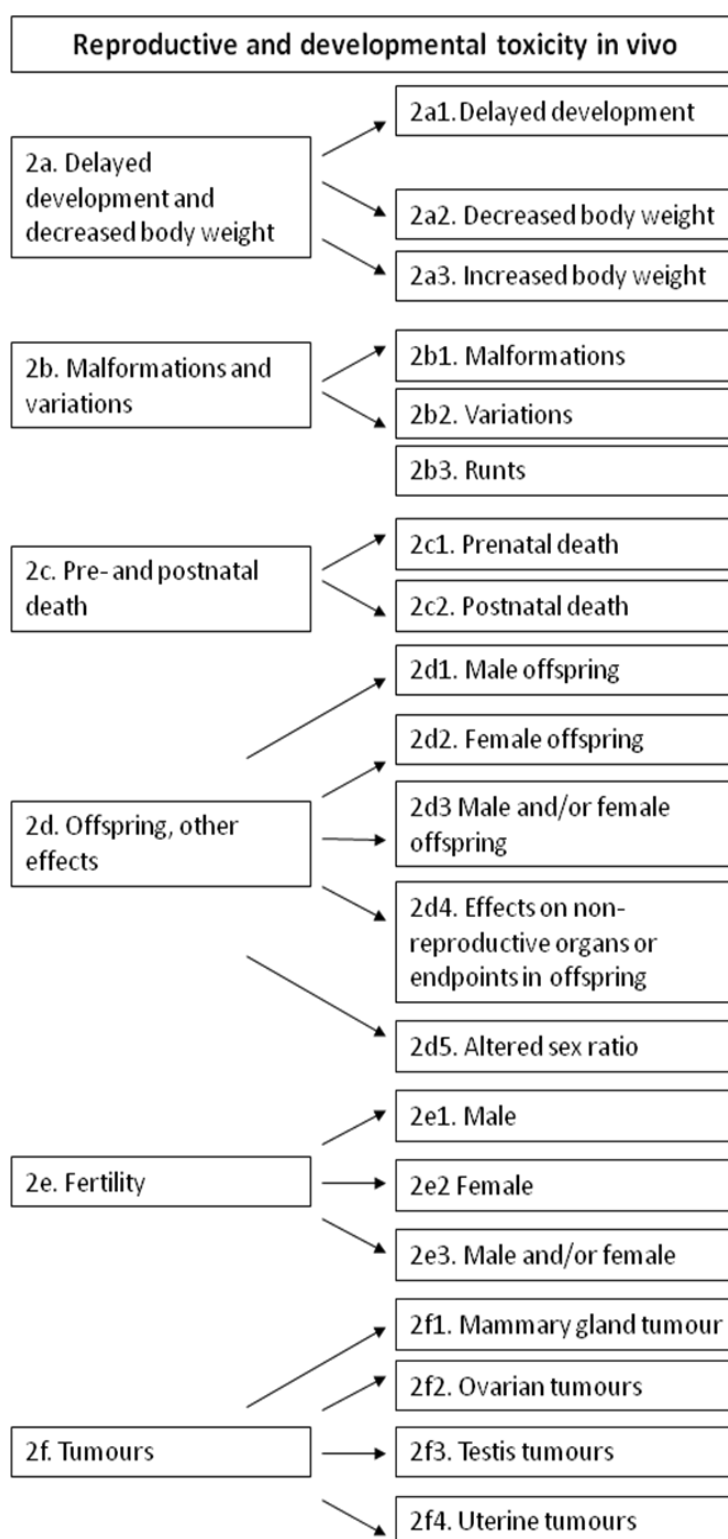 Reproductive and developmental toxicity in vivo
2a. Delayed
development and
decreased body weight
2a1. Delayed development
2a2. Decreased body weight
2a3. Increased body weight
2b. Malformations and
variations
2b1. Malformations
2b2. Variations
2b3. Runts
2c. Pre- and postnatal
death
2c1. Prenatal death
2c2. Postnatal death
2d. Offspring, other
effects
2d1. Male offspring
2d2. Female offspring
2d3 Male and/or female
offspring
2d4. Effects on non-
reproductive organs or
endpoints in offspring
2d5. Altered sex ratio
2e. Fertility
2e1. Male
2e2 Female
2e3. Male and/or female
2f. Tumours
2f1. Mammary gland tumour
2f2. Ovarian tumours
2f3. Testis tumours
2f4. Uterine tumours